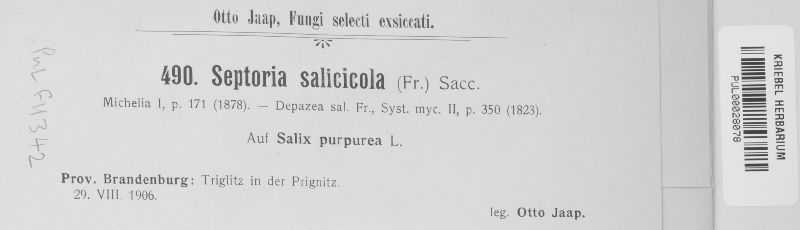 Otto Jaap, Fungi selecti exsiccati.
490. Septoria salicicola (Fr.) Sacc.
Michelia I, p. 171 (1878). — Depazea sal. Fr., Syst. myc. II, p. 350 (1823).
Auf Salix purpurea L.
Prov. Brandenburg: Triglitz in der Prignitz.
29. VIII. 1906.
leg. Otto Jaap.
PUL F11342
KRIEBEL HERBARIUM
PUL00028078